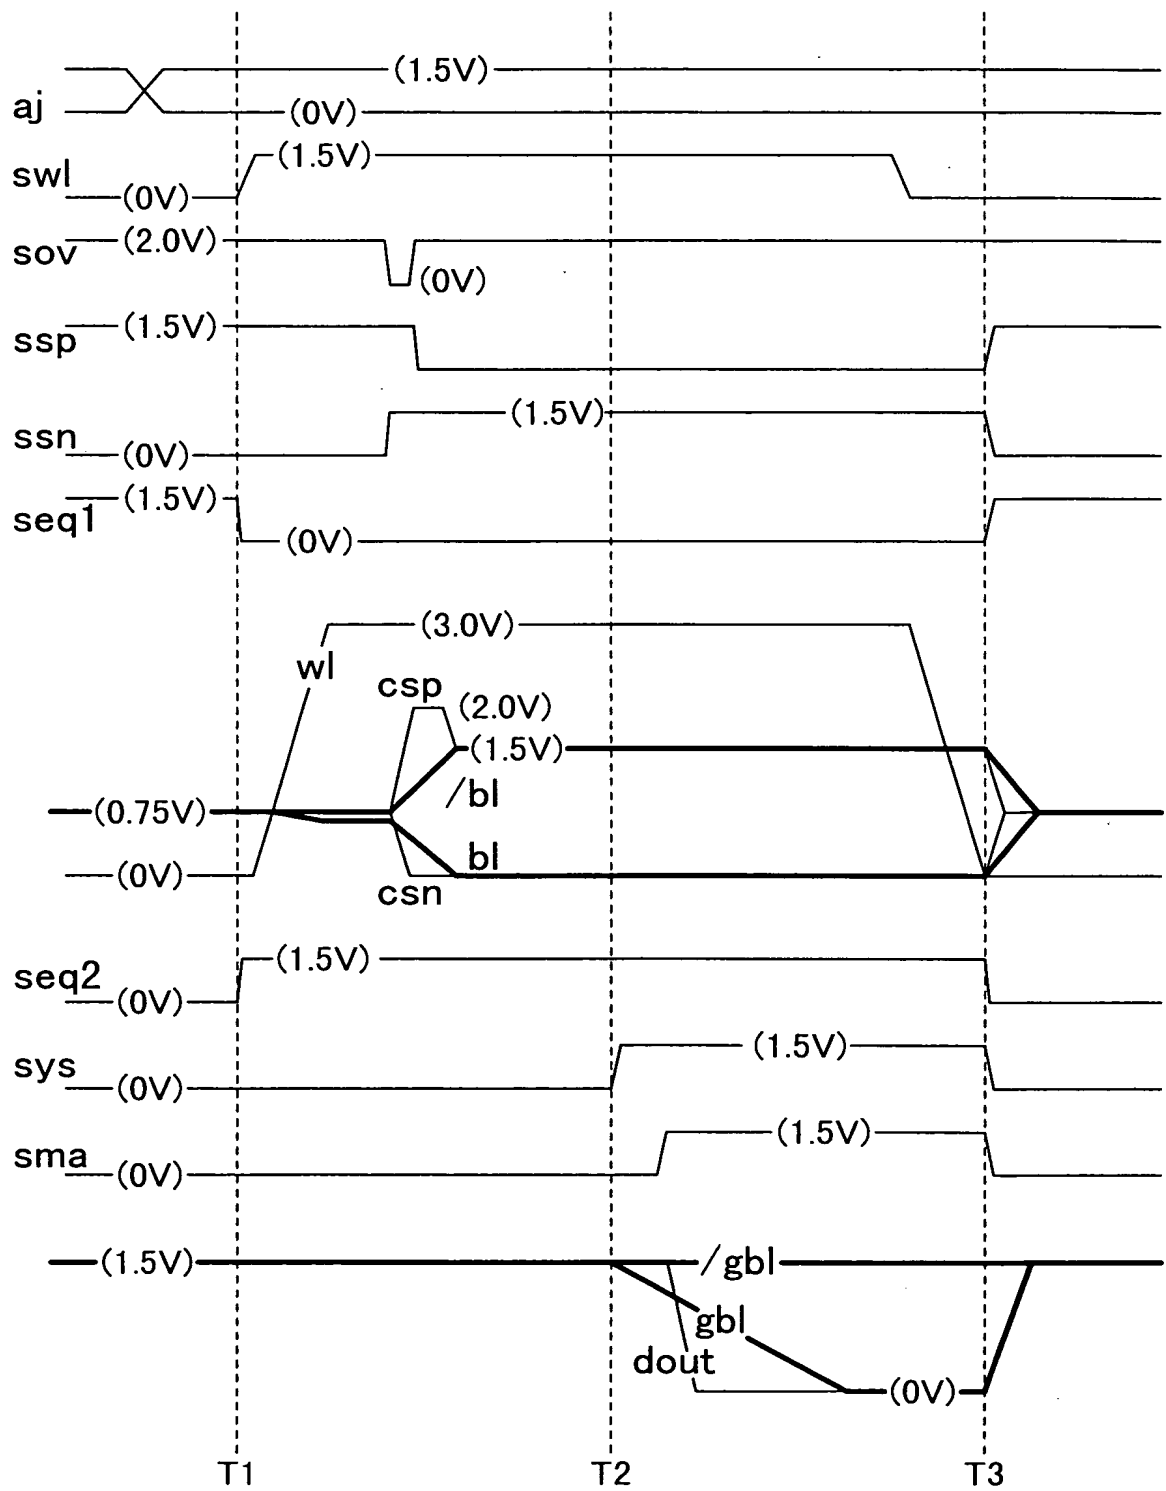 (1.5V)
aj
(0V)
(1.5V)
swl
(0V)
(2.0V)
sov
(0V)
(1.5V)
ssp
(1.5V)
ssn
(0V)
(1.5V)
seq1
(0V)
(3.0V)
wl
csp
(2.0V)
(1.5V)
/bl
(0.75V)
bl
(0V)
csn
(1.5V)
seq2
(0V)
(1.5V)
sys
(0V)
(1.5V)
sma
(0V)
(1.5V)
/gbl
gbl
dout
(0V)
T1 T2 T3